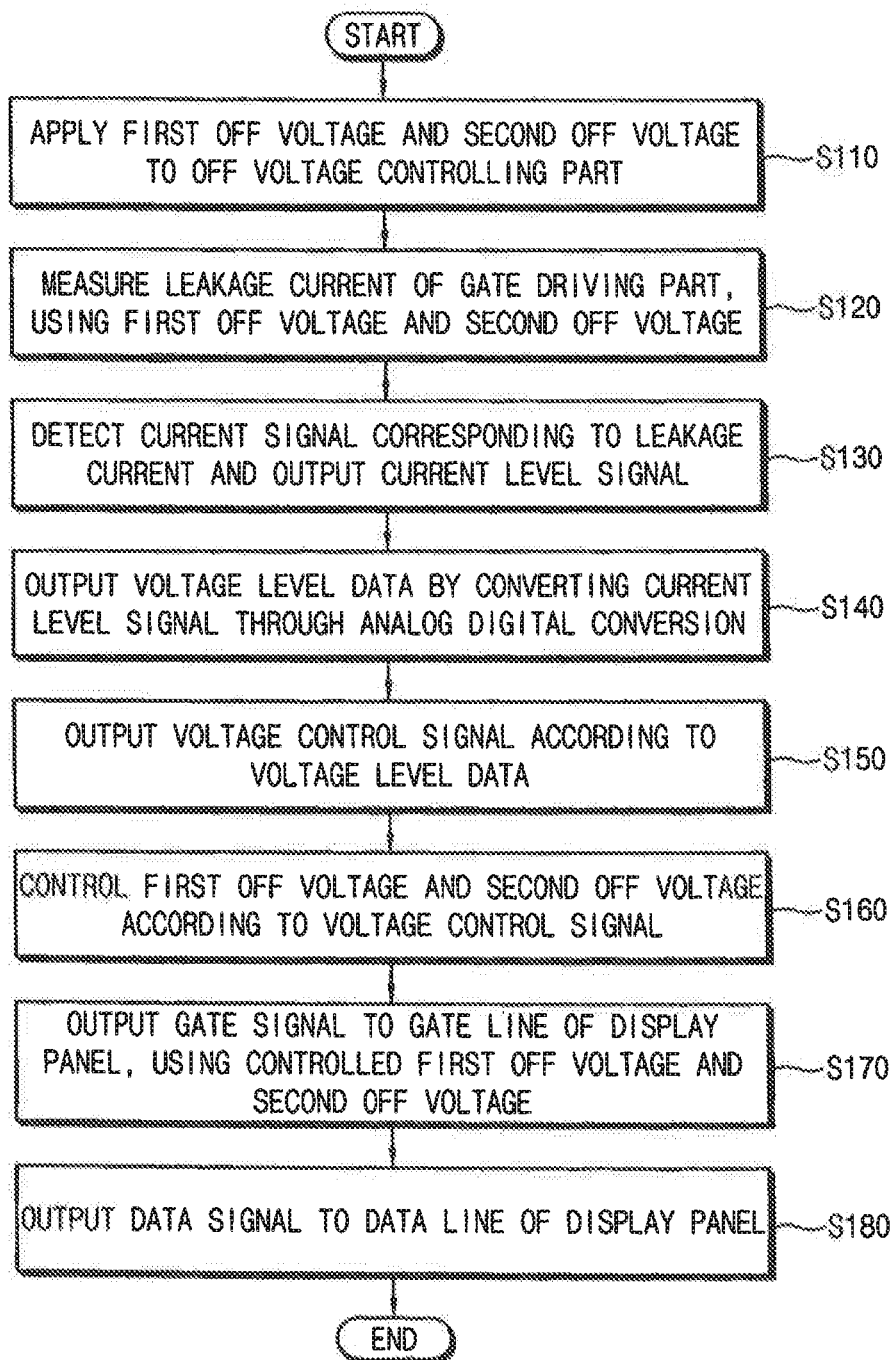 START
APPLY FIRST OFF VOLTAGE AND SECOND OFF VOLTAGE
TO OFF VOLTAGE CONTROLLING PART
S110
MEASURE LEAKAGE CURRENT OF GATE DRIVING PART,
USING FIRST OFF VOLTAGE AND SECOND OFF VOLTAGE
S120
DETECT CURRENT SIGNAL CORRESPONDING TO LEAKAGE
CURRENT AND OUTPUT CURRENT LEVEL SIGNAL
S130
OUTPUT VOLTAGE LEVEL DATA BY CONVERTING CURRENT
LEVEL SIGNAL THROUGH ANALOG DIGITAL CONVERSION
S140
OUTPUT VOLTAGE CONTROL SIGNAL ACCORDING TO
VOLTAGE LEVEL DATA
S150
CONTROL FIRST OFF VOLTAGE AND SECOND OFF VOLTAGE
ACCORDING TO VOLTAGE CONTROL SIGNAL
S160
OUTPUT GATE SIGNAL TO GATE LINE OF DISPLAY
PANEL, USING CONTROLLED FIRST OFF VOLTAGE AND
SECOND OFF VOLTAGE
S170
OUTPUT DATA SIGNAL TO DATA LINE OF DISPLAY PANEL
S180
END